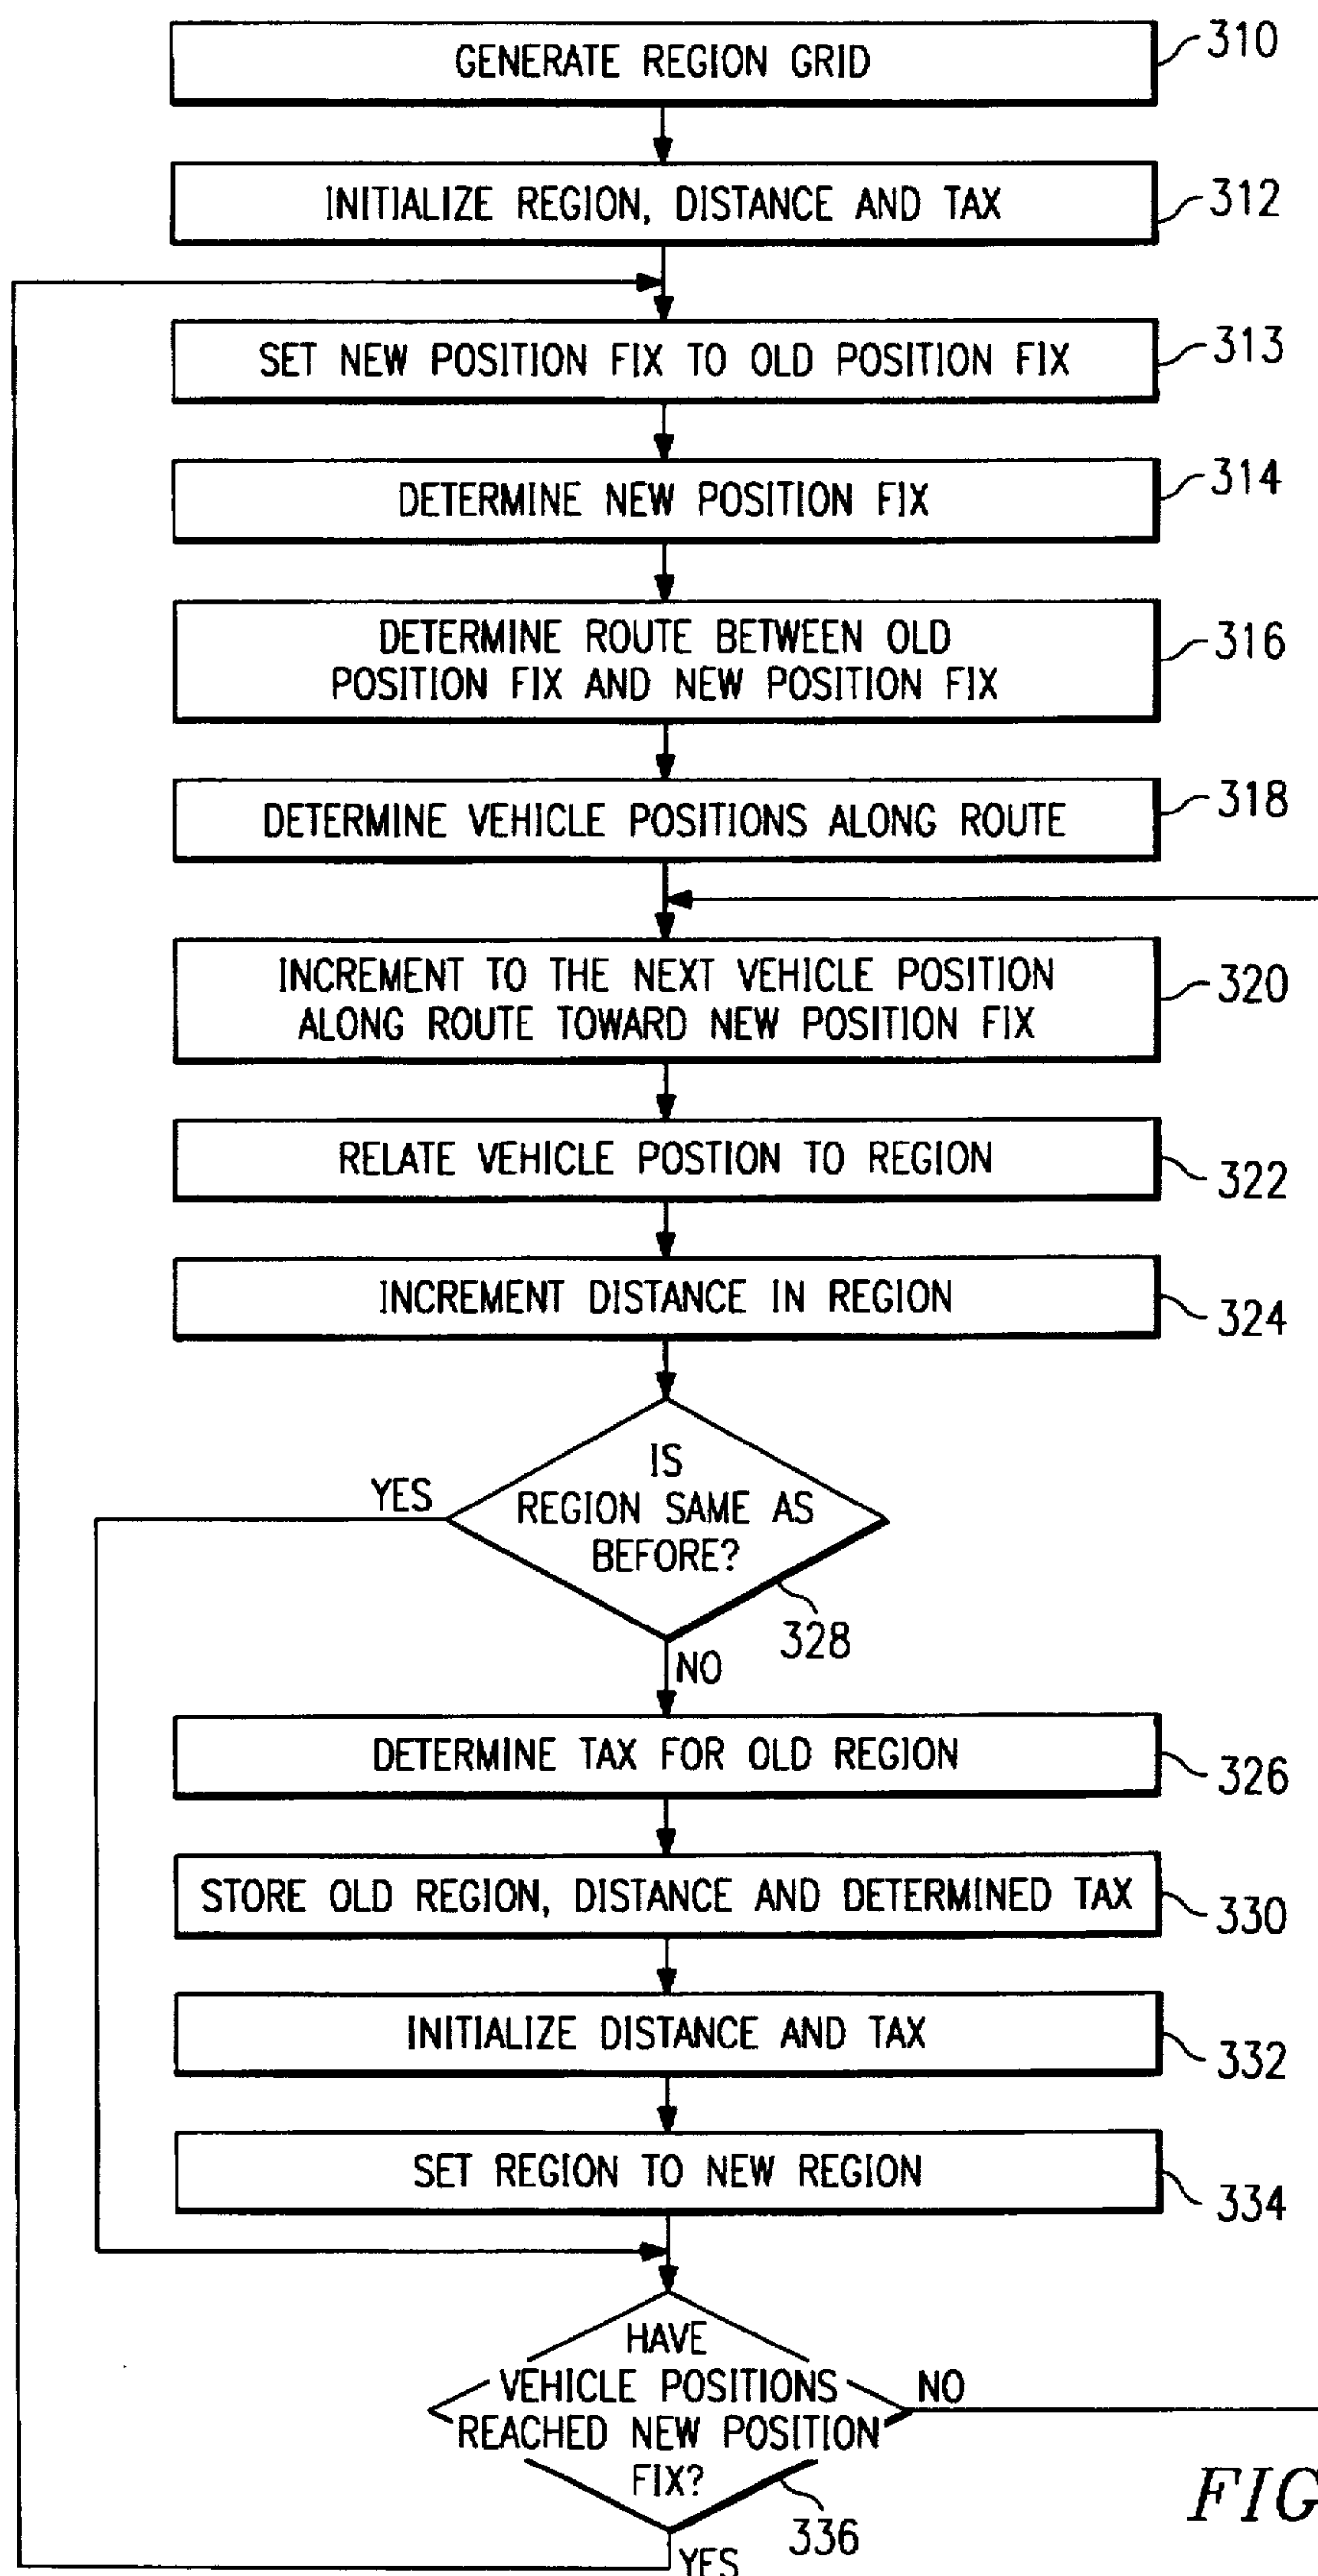 GENERATE REGION GRID
310
INITIALIZE REGION, DISTANCE AND TAX
312
SET NEW POSITION FIX TO OLD POSITION FIX
313
DETERMINE NEW POSITION FIX
314
DETERMINE ROUTE BETWEEN OLD
POSITION FIX AND NEW POSITION FIX
316
DETERMINE VEHICLE POSITIONS ALONG ROUTE
318
INCREMENT TO THE NEXT VEHICLE POSITION
ALONG ROUTE TOWARD NEW POSITION FIX
320
RELATE VEHICLE POSTION TO REGION
322
INCREMENT DISTANCE IN REGION
324
IS
REGION SAME AS
BEFORE?
YES
328
NO
DETERMINE TAX FOR OLD REGION
326
STORE OLD REGION, DISTANCE AND DETERMINED TAX
330
INITIALIZE DISTANCE AND TAX
332
SET REGION TO NEW REGION
334
HAVE
VEHICLE POSITIONS
REACHED NEW POSITION
FIX?
NO
336
YES
FIG